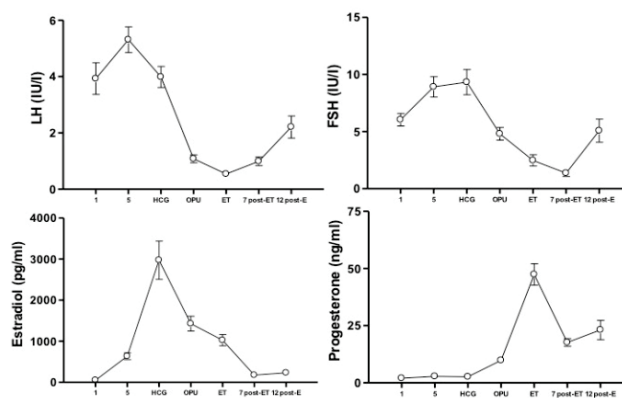 LH (IU/l)
6
4
2
0
1 5 HCG OPU ET 7 post-ET 12 post-E
FSH (IU/l)
15
10
5
0
1 5 HCG OPU ET 7 post-ET 12 post-E
Estradiol (pg/ml)
4000
3000
2000
1000
0
1 5 HCG OPU ET 7 post-ET 12 post-E
Progesterone (ng/ml)
75
50
25
0
1 5 HCG OPU ET 7 post-ET 12 post-E